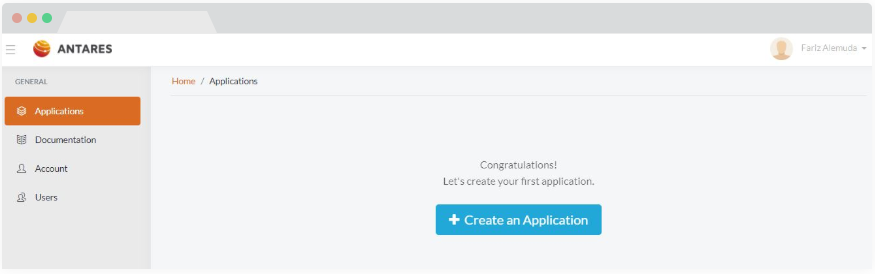 ANTARES
Fariz Alemuda
GENERAL
Home / Applications
Applications
Documentation
Account
Users
Congratulations!
Let's create your first application.
+ Create an Application